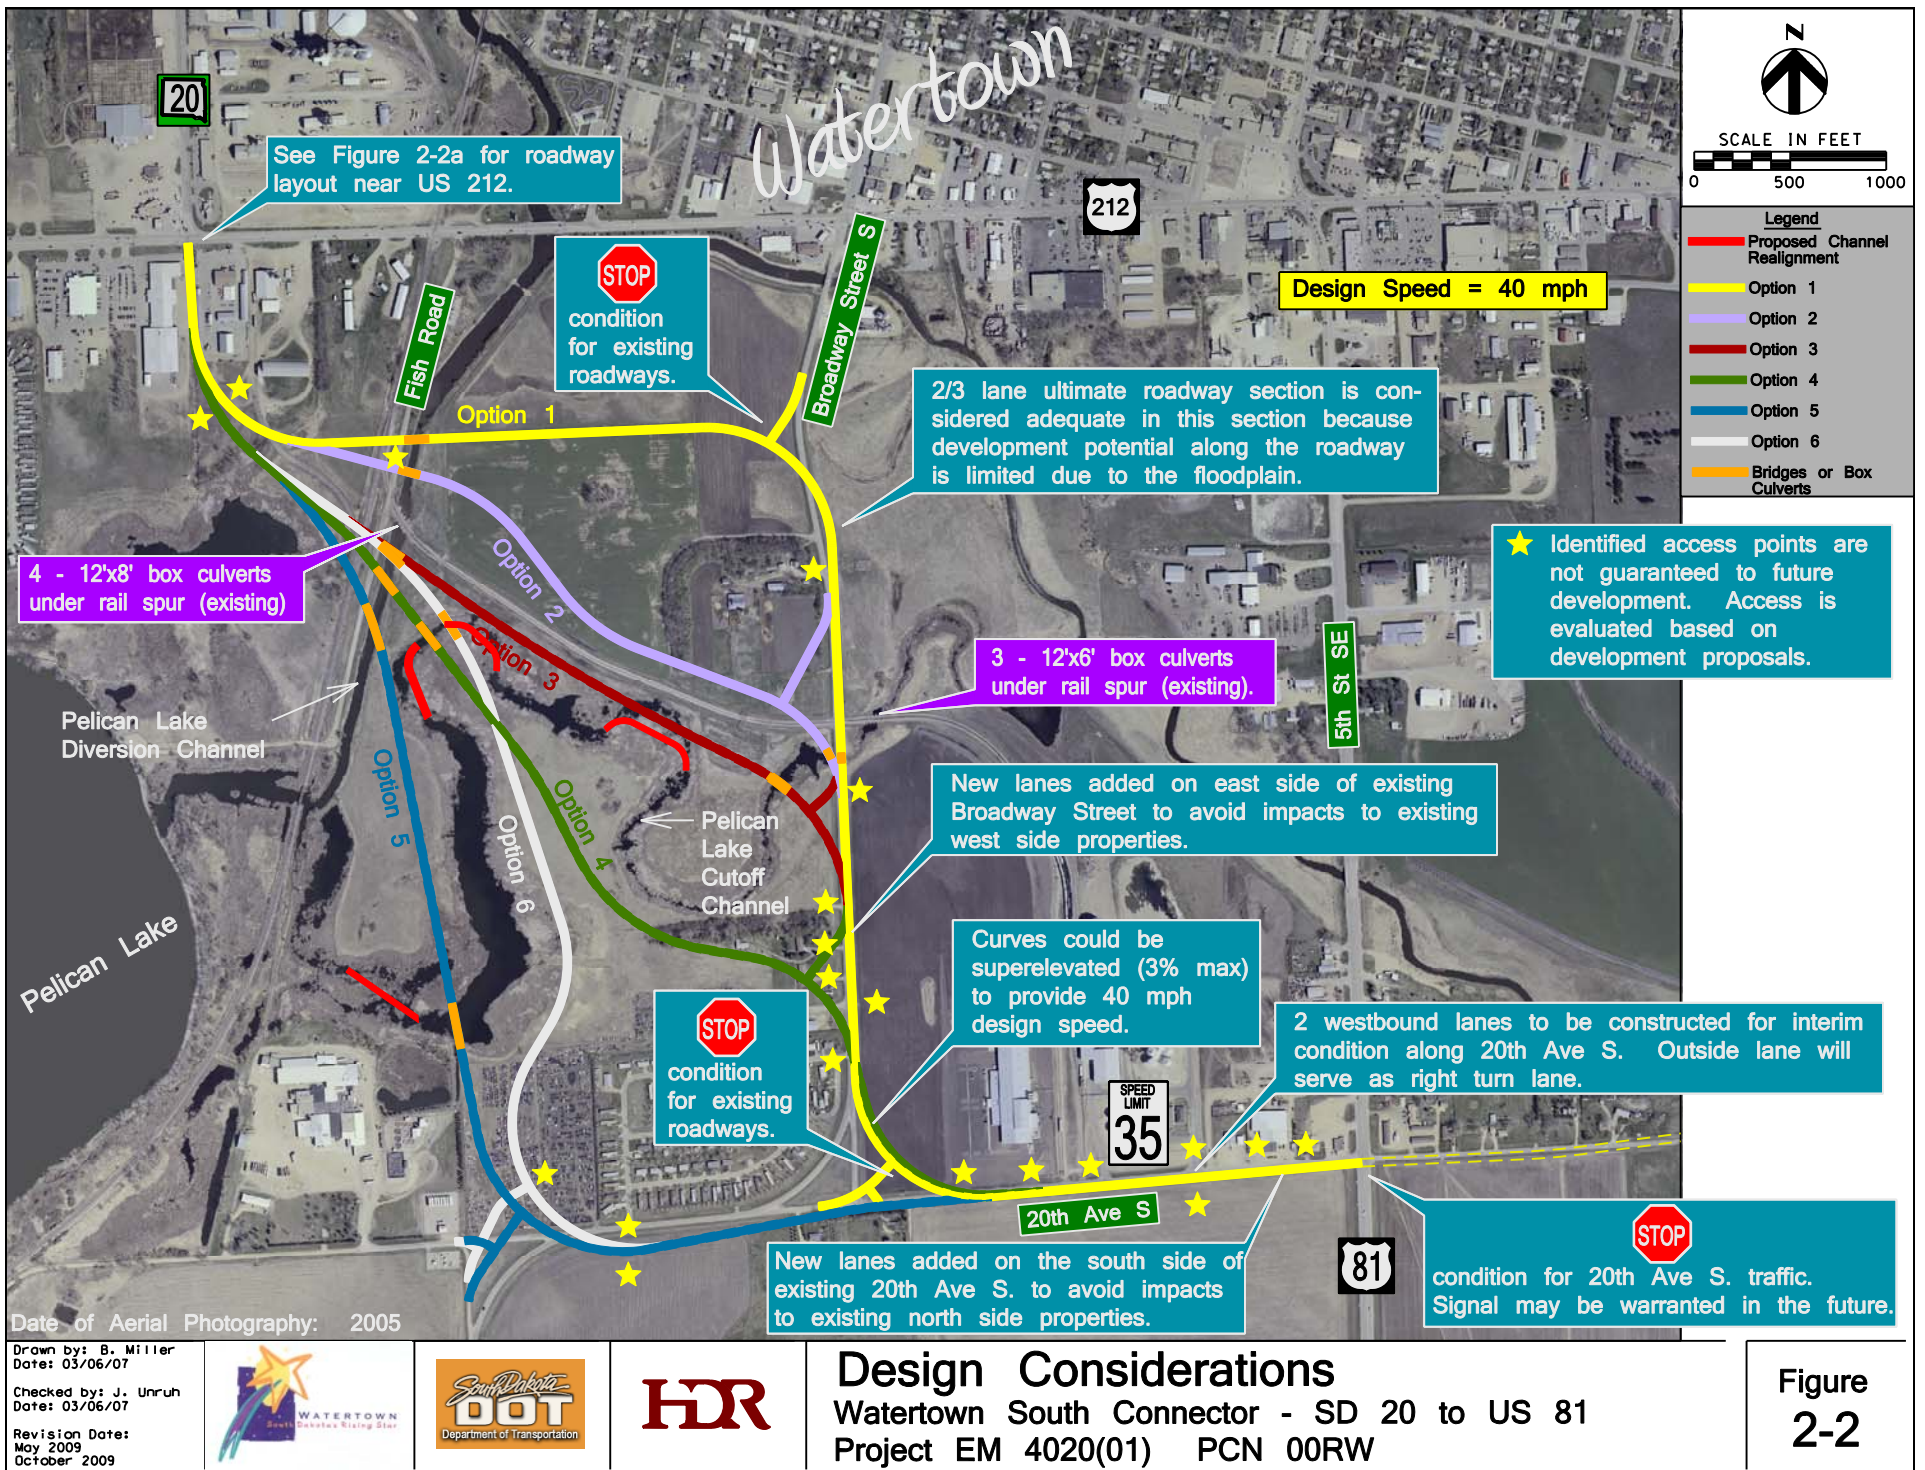 Watertown
20
See Figure 2-2a for roadway
layout near US 212.
212
N
SCALE IN FEET
0 500 1000
Legend
Proposed Channel
Realignment
Option 1
Option 2
Option 3
Option 4
Option 5
Option 6
Bridges or Box
Culverts
Design Speed = 40 mph
STOP
condition
for existing
roadways.
Broadway Street S
Fish Road
Option 1
2/3 lane ultimate roadway section is con-
sidered adequate in this section because
development potential along the roadway
is limited due to the floodplain.
Identified access points are
not guaranteed to future
development. Access is
evaluated based on
development proposals.
4 - 12'x8' box culverts
under rail spur (existing)
Option 2
Option 3
3 - 12'x6' box culverts
under rail spur (existing).
5th St SE
Pelican Lake
Diversion Channel
Option 5
Option 4
Option 6
Pelican
Lake
Cutoff
Channel
New lanes added on east side of existing
Broadway Street to avoid impacts to existing
west side properties.
Pelican Lake
Curves could be
superelevated (3% max)
to provide 40 mph
design speed.
STOP
condition
for existing
roadways.
2 westbound lanes to be constructed for interim
condition along 20th Ave S. Outside lane will
serve as right turn lane.
SPEED
LIMIT
35
20th Ave S
New lanes added on the south side of
existing 20th Ave S. to avoid impacts
to existing north side properties.
81
STOP
condition for 20th Ave S. traffic.
Signal may be warranted in the future.
Date of Aerial Photography: 2005
Drawn by: B. Miller
Date: 03/06/07
Checked by: J. Unruh
Date: 03/06/07
Revision Date:
May 2009
October 2009
WATERTOWN
South Dakota's Rising Star
South Dakota
DOT
Department of Transportation
HDR
Design Considerations
Watertown South Connector - SD 20 to US 81
Project EM 4020(01) PCN 00RW
Figure
2-2